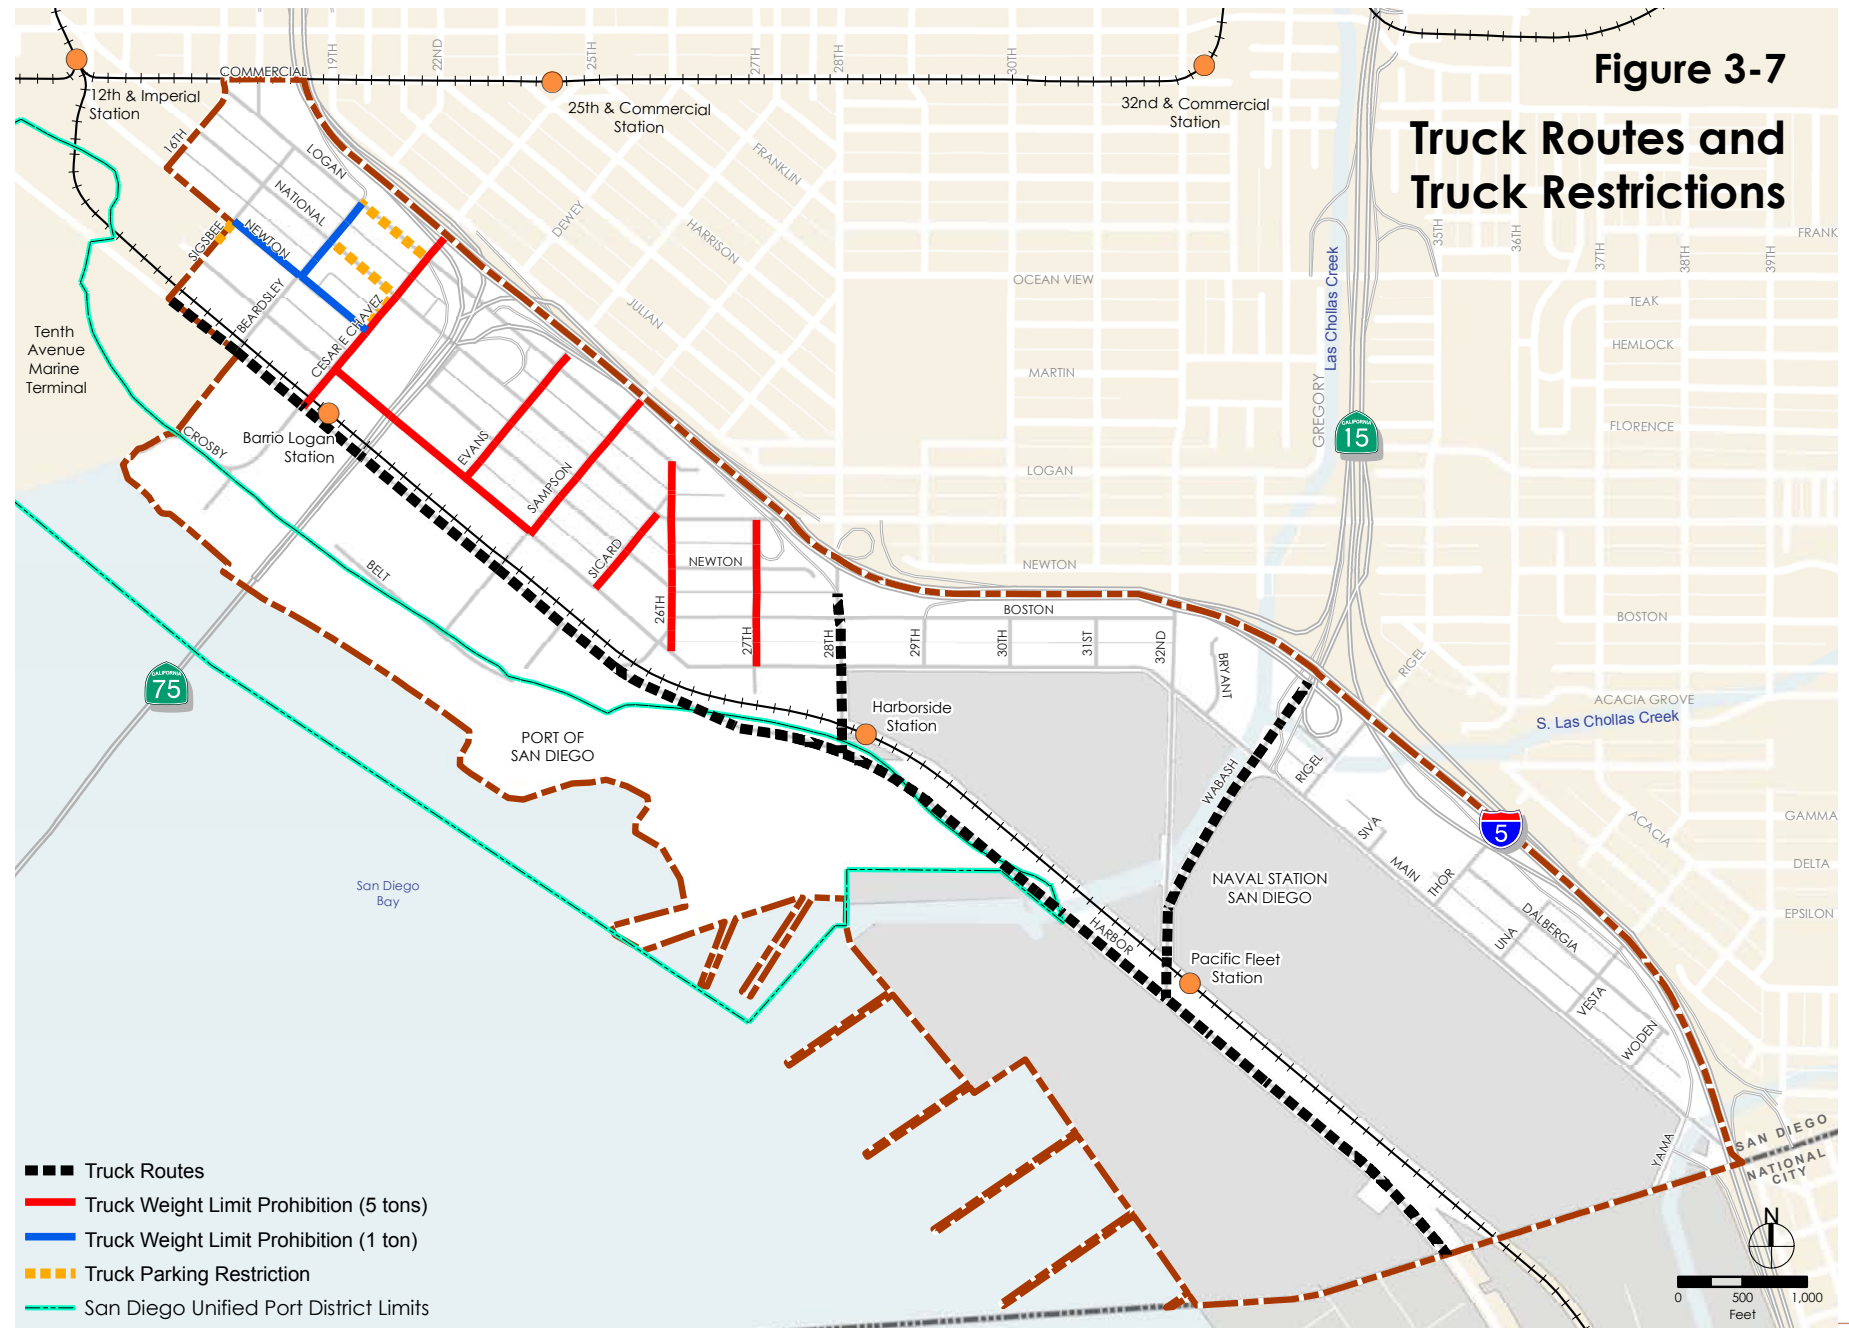 Figure 3-7
Truck Routes and
Truck Restrictions
COMMERCIAL
19TH
22ND
25TH
27TH
28TH
30TH
12th & Imperial
Station
25th & Commercial
Station
32nd & Commercial
Station
16TH
LOGAN
NATIONAL
SIGSBEE
NEWTON
BEARDSLEY
CESAR E CHAVEZ
FRANKLIN
DEWEY
HARRISON
JULIAN
OCEAN VIEW
MARTIN
LOGAN
NEWTON
GREGORY
Las Chollas Creek
CALIFORNIA
15
35TH
36TH
37TH
38TH
39TH
FRANK
TEAK
HEMLOCK
FLORENCE
BOSTON
RIGEL
ACACIA GROVE
S. Las Chollas Creek
ACACIA
GAMMA
DELTA
EPSILON
Tenth
Avenue
Marine
Terminal
CROSBY
Barrio Logan
Station
EVANS
SAMPSON
SICARD
BELT
26TH
NEWTON
27TH
28TH
BOSTON
29TH
30TH
31ST
32ND
BRYANT
CALIFORNIA
75
PORT OF
SAN DIEGO
Harborside
Station
WABASH
RIGEL
SIVA
MAIN
THOR
5
DALBERGIA
UNA
VESTA
WODEN
YAMA
NAVAL STATION
SAN DIEGO
HARBOR
Pacific Fleet
Station
San Diego
Bay
SAN DIEGO
NATIONAL
CITY
Truck Routes
Truck Weight Limit Prohibition (5 tons)
Truck Weight Limit Prohibition (1 ton)
Truck Parking Restriction
San Diego Unified Port District Limits
N
0 500 1,000
Feet